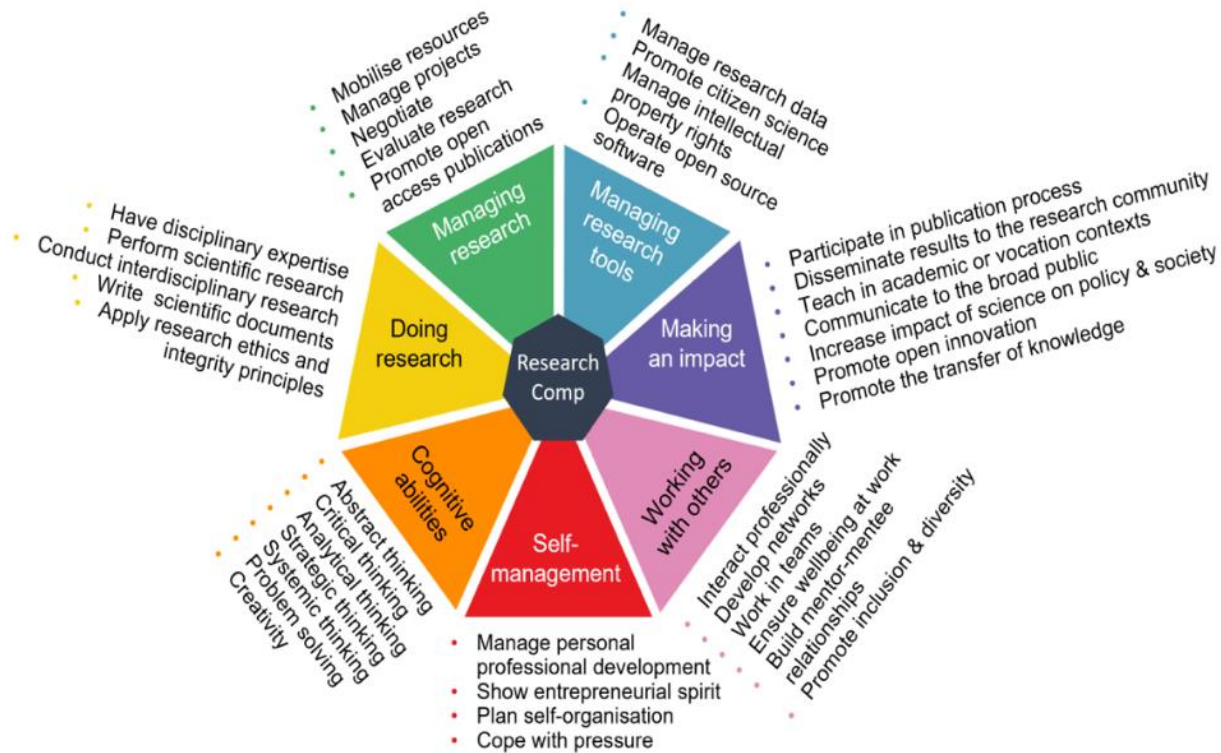 Mobilise resources
Manage projects
Negotiate
Evaluate research
Promote open
access publications
Manage research data
Promote citizen science
Manage intellectual
property rights
Operate open source
software
Managing
research
Managing
research
tools
Have disciplinary expertise
Perform scientific research
Conduct interdisciplinary research
Write scientific documents
Apply research ethics and
integrity principles
Doing
research
Research
Comp
Making
an impact
Participate in publication process
Disseminate results to the research community
Teach in academic or vocation contexts
Communicate to the broad public
Increase impact of science on policy & society
Promote open innovation
Promote the transfer of knowledge
Cognitive
abilities
Abstract thinking
Critical thinking
Analytical thinking
Strategic thinking
Systemic thinking
Problem solving
Creativity
Self-
management
Manage personal
professional development
Show entrepreneurial spirit
Plan self-organisation
Cope with pressure
Working
with others
Interact professionally
Develop networks
Work in teams
Ensure wellbeing at work
Build mentor-mentee
relationships
Promote inclusion & diversity